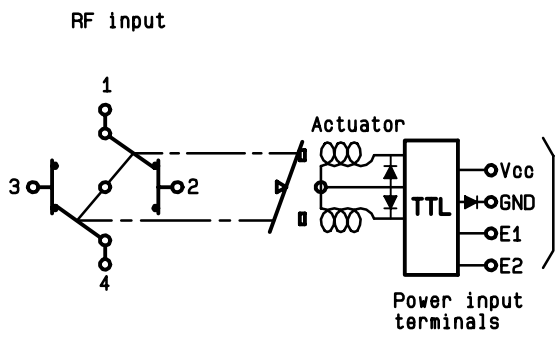 RF input
1
3
2
4
Actuator
TTL
Vcc
GND
E1
E2
Power input
terminals